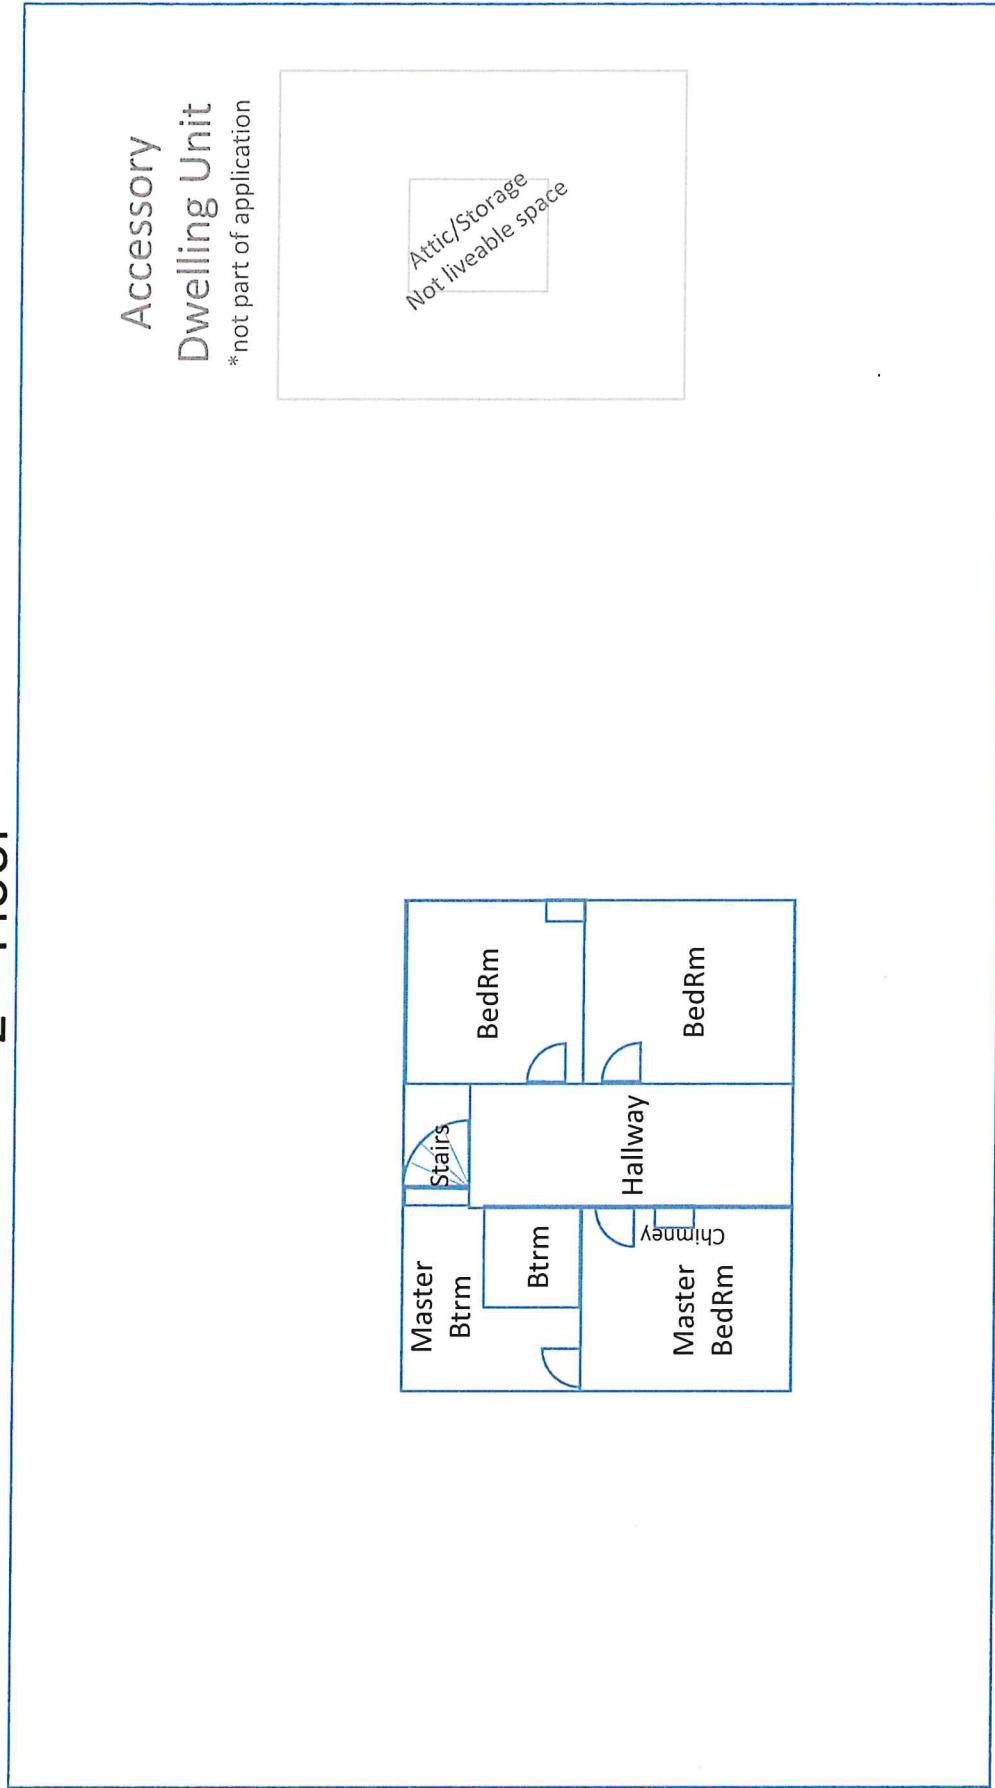 Accessory
Dwelling Unit
*not part of application
Attic/Storage
Not liveable space
Master
Btrm
Stairs
BedRm
Btrm
Hallway
BedRm
Chimney
Master
BedRm